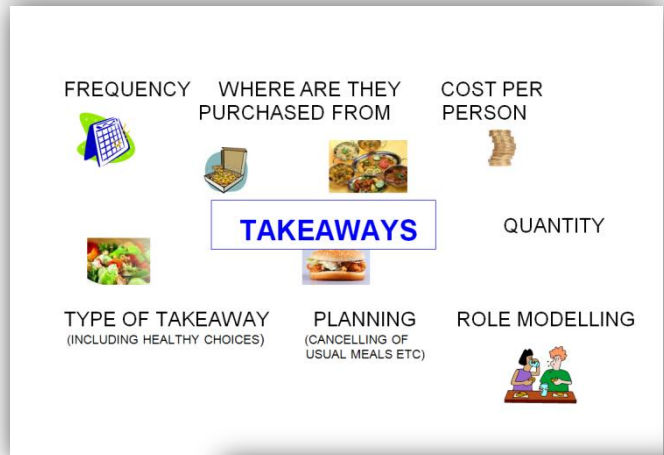 FREQUENCY
WHERE ARE THEY
PURCHASED FROM
COST PER
PERSON
TAKEAWAYS
QUANTITY
TYPE OF TAKEAWAY
(INCLUDING HEALTHY CHOICES)
PLANNING
(CANCELLING OF
USUAL MEALS ETC)
ROLE MODELLING